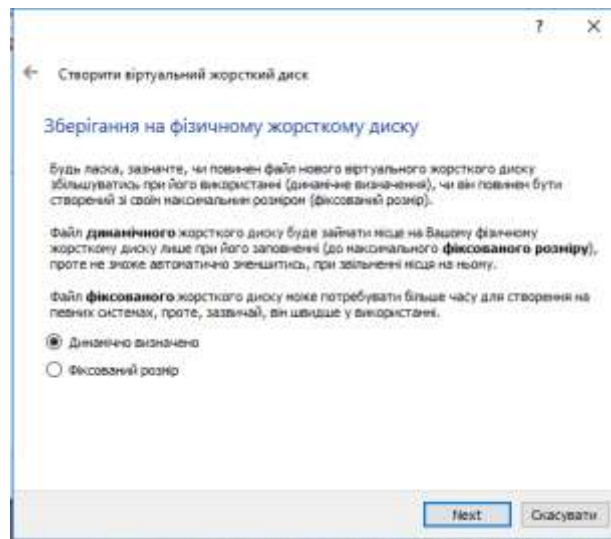 ?
Створити віртуальний жорсткий диск
Зберігання на фізичному жорсткому диску
Будь ласка, зазначте, чи повинен файл нового віртуального жорсткого диску
збільшуватись при його використанні (динамічне визначення), чи він повинен бути
створений зі своїм максимальним розміром (фіксований розмір).
Файл динамічного жорсткого диску буде займати місце на Вашому фізичному
жорсткому диску лише при його заповненні (до максимального фіксованого розміру),
проте не зможе автоматично зменшитись, при звільненні місця на ньому.
Файл фіксованого жорсткого диску може потребувати більше часу для створення на
певних системах, проте, зазвичай, він швидше у використанні.
Динамічно визначено
Фіксований розмір
Next
Скасувати